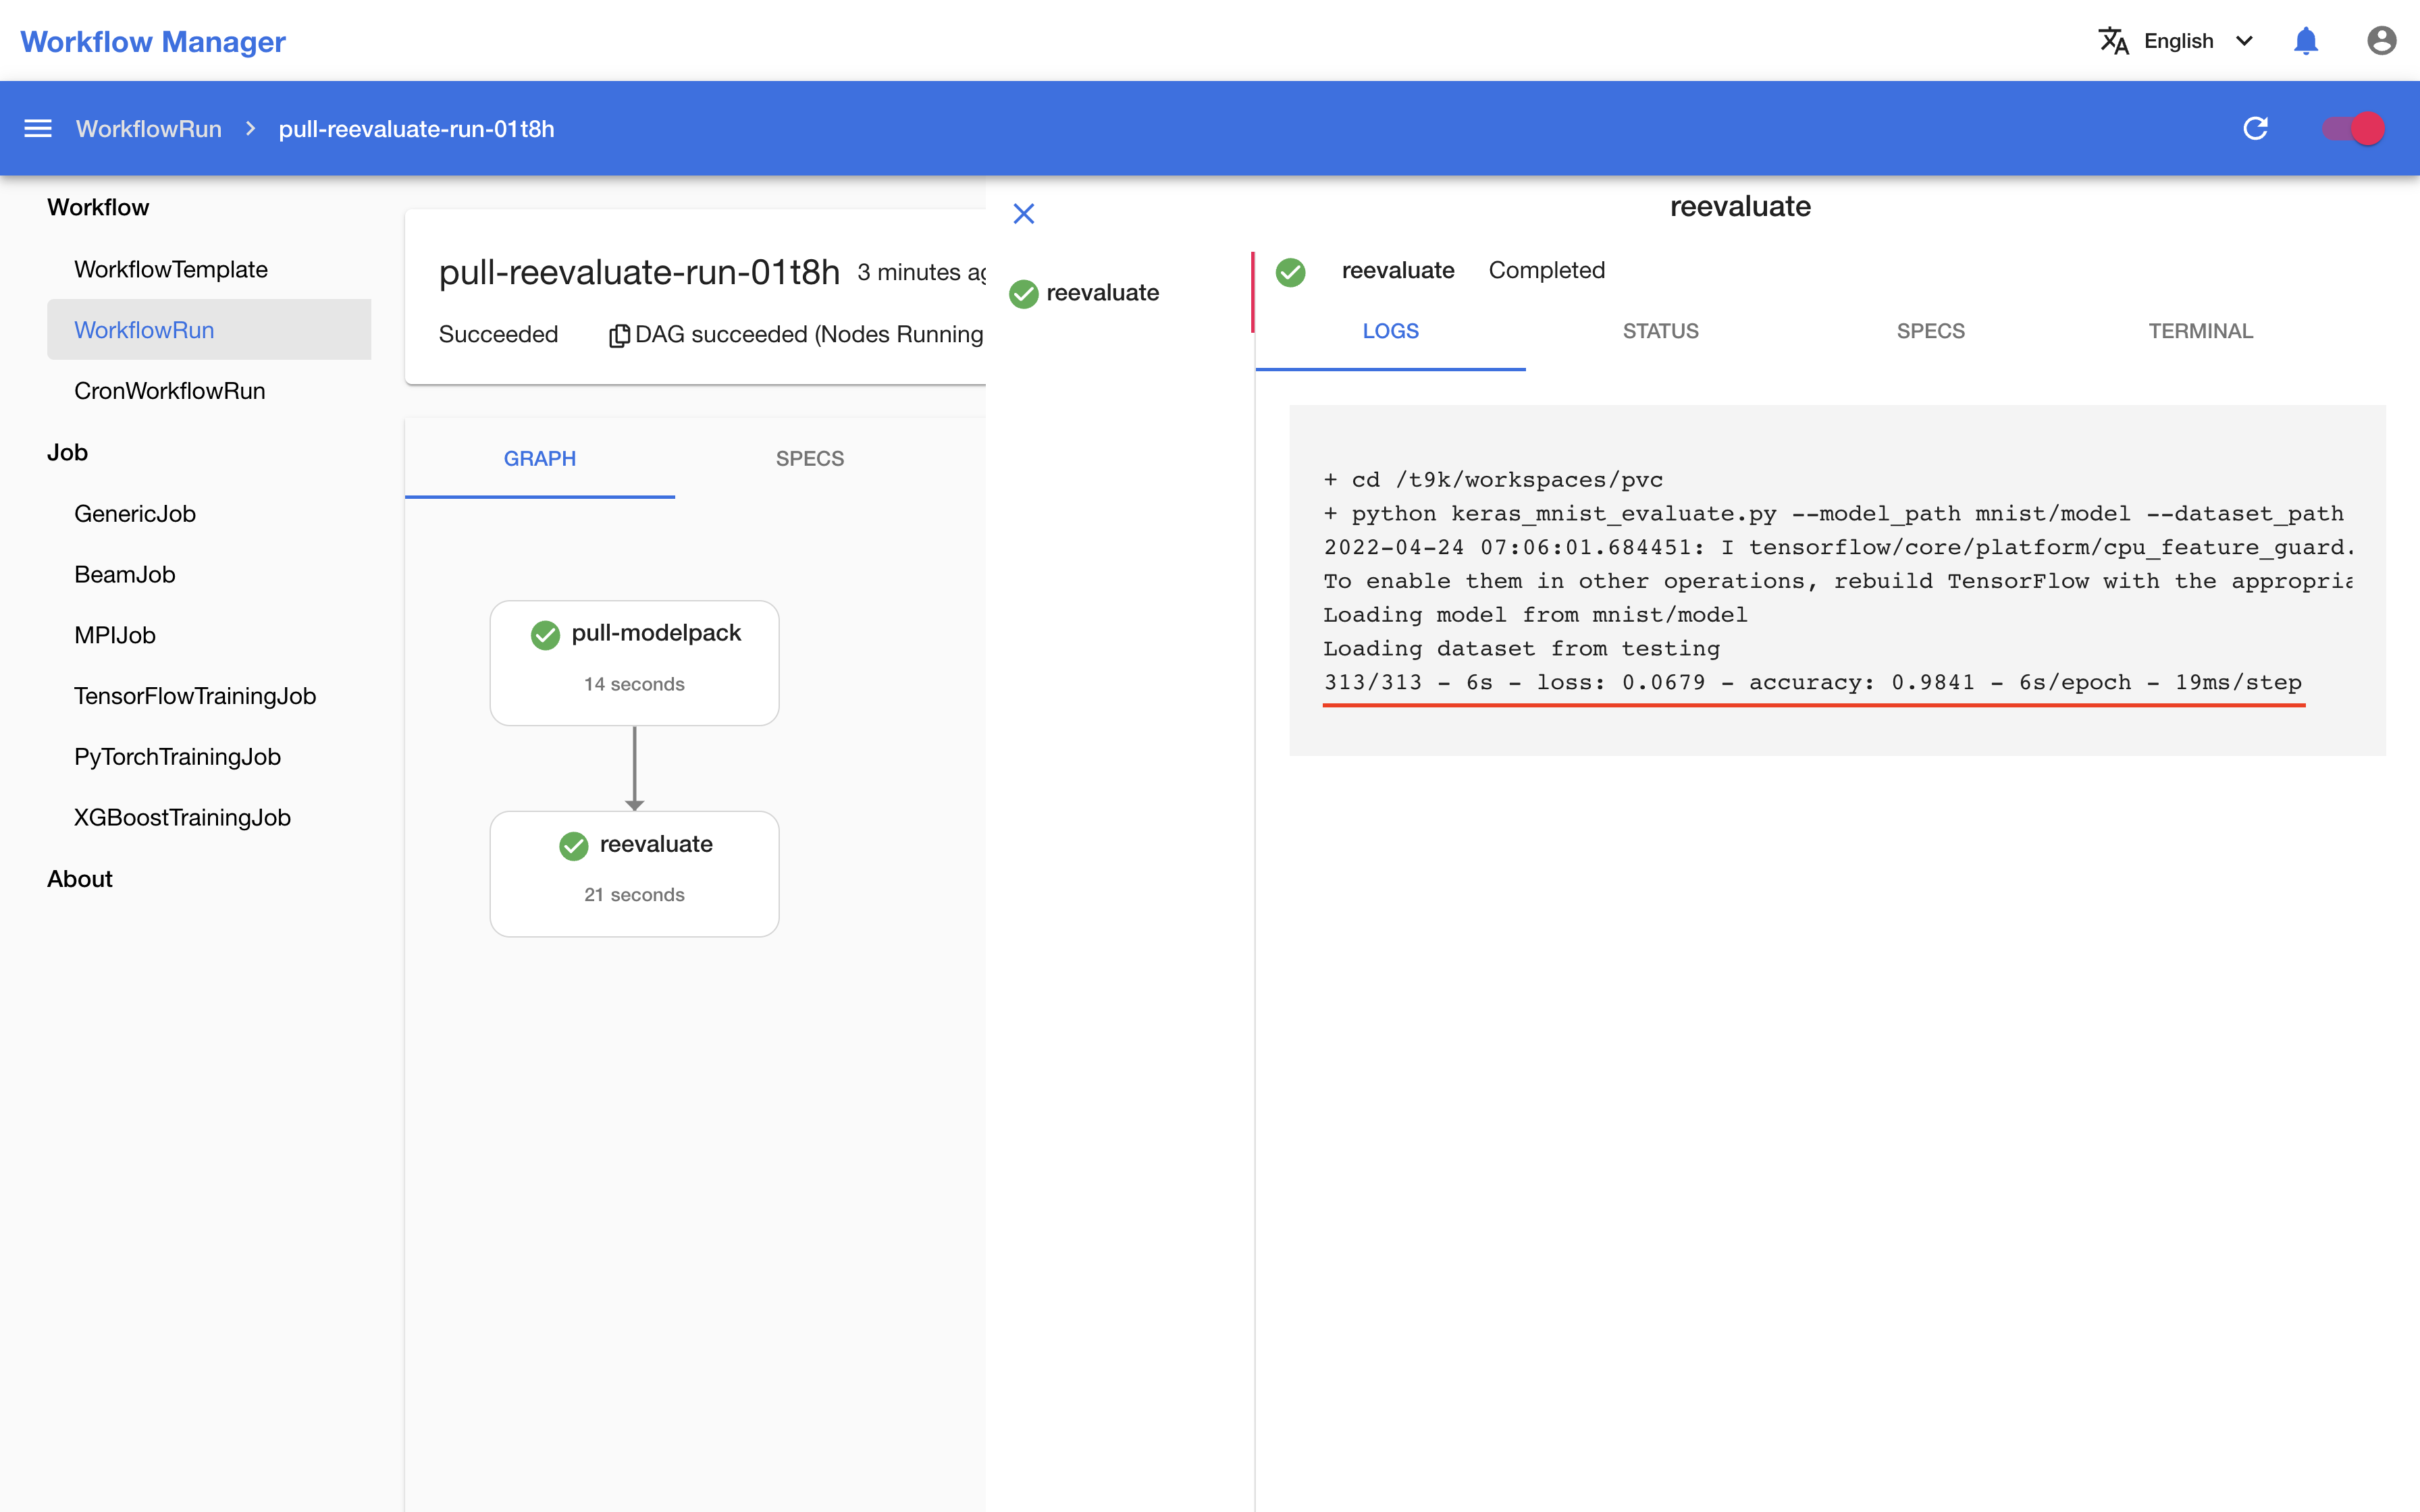 Workflow Manager
English
WorkflowRun
pull-reevaluate-run-01t8h
Workflow
WorkflowTemplate
WorkflowRun
CronWorkflowRun
Job
GenericJob
BeamJob
MPIJob
TensorFlowTrainingJob
PyTorchTrainingJob
XGBoostTrainingJob
About
pull-reevaluate-run-01t8h 3 minutes
Succeeded DAG succeeded (Nodes Running
GRAPH SPECS
pull-modelpack
14 seconds
reevaluate
21 seconds
reevaluate
reevaluate
reevaluate Completed
LOGS STATUS SPECS TERMINAL
+ cd /t9k/workspaces/pvc
+ python keras_mnist_evaluate.py --model_path mnist/model --dataset_path
2022-04-24 07:06:01.684451: I tensorflow/core/platform/cpu_feature_guard.
To enable them in other operations, rebuild TensorFlow with the
Loading model from mnist/model
Loading dataset from testing
313/313 - 6s - loss: 0.0679 - accuracy: 0.9841 - 6s/epoch - 19ms/step